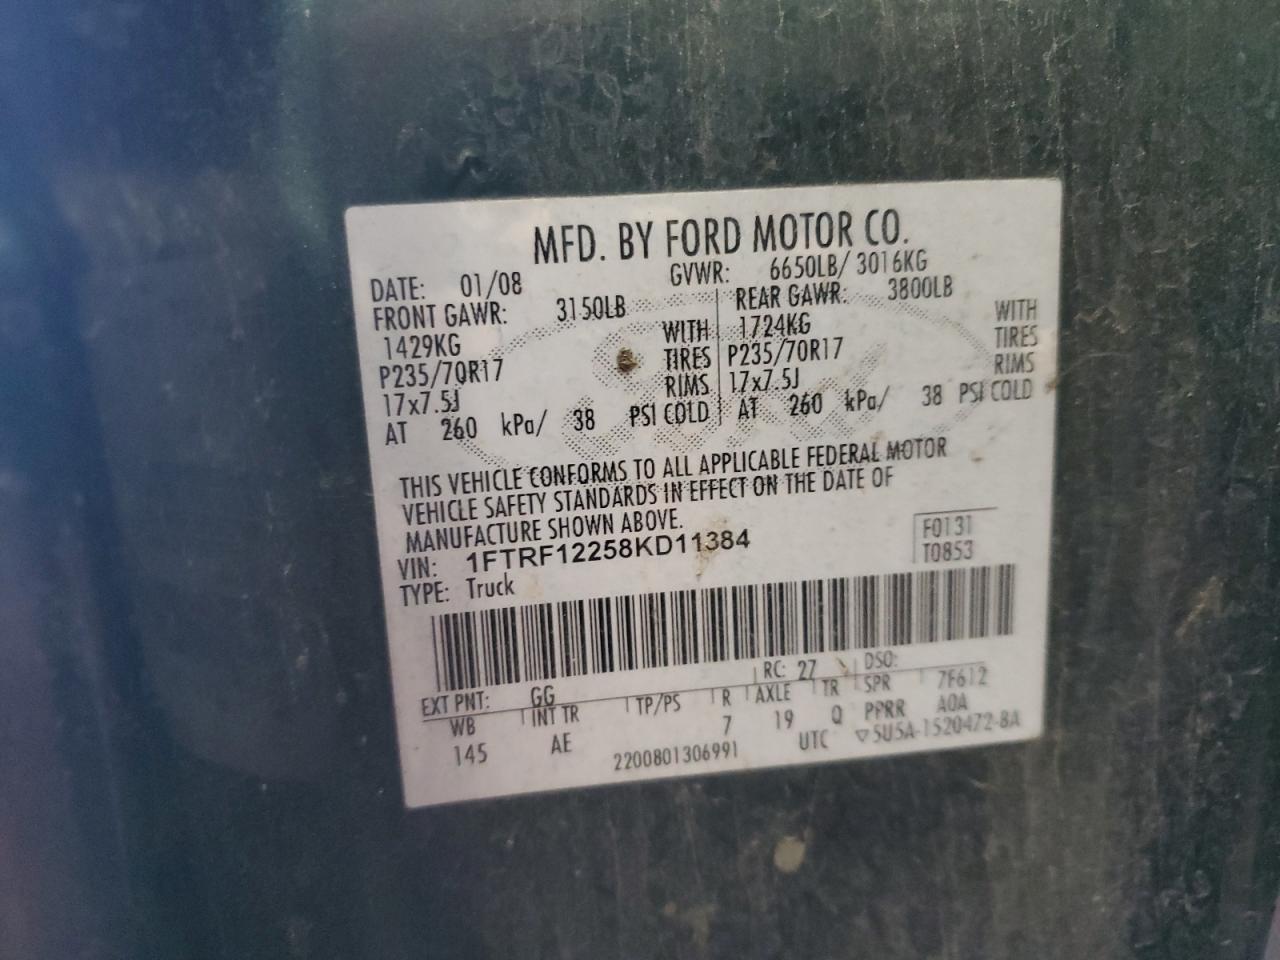 MFD. BY FORD MOTOR CO.
DATE: 01/08 GVWR: 6650LB/ 3016KG
FRONT GAWR: 3150LB REAR GAWR: 3800LB
1429KG WITH 1724KG WITH
P235/70R17 TIRES P235/70R17 TIRES
17x7.5J RIMS 17x7.5J RIMS
AT 260 kPa/ 38 PSI COLD AT 260 kPa/ 38 PSI COLD
THIS VEHICLE CONFORMS TO ALL APPLICABLE FEDERAL MOTOR
VEHICLE SAFETY STANDARDS IN EFFECT ON THE DATE OF
MANUFACTURE SHOWN ABOVE.
VIN: 1FTRF12258KD11384 F0131
TYPE: Truck T0853
EXT PNT: GG RC: 27 DSO:
WB INT TR TP/PS R AXLE TR SPR 7F612
145 AE 7 19 Q PPRR A0A
2200801306991 UTC ▽5U5A-1520472-BA